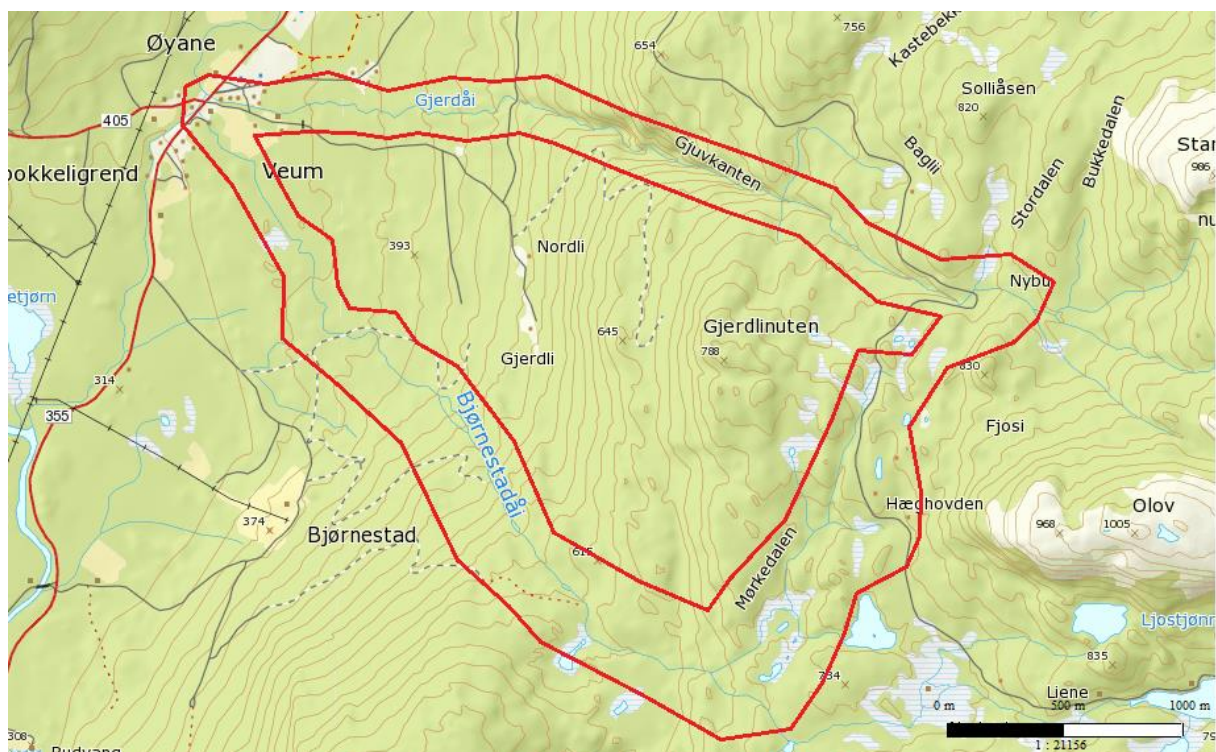 756
Kastebekk
Øyane
654
Solliåsen
820
Gjerdåi
405
Bukkedalen
Star
986
Gjuvkanten
Baglii
okkeligrend
Veum
Stordalen
nu
393
Nordli
Nybu
etjørn
645
Gjerdlinuten
788
Gjerdli
830
314
355
Bjørnestadåi
Fjosi
Hæghovden
Olov
374
968
1005
Bjørnestad
615
Mørkedalen
Ljostjønn
835
734
Liene
0 m
500 m
1000 m
308
1 : 21156